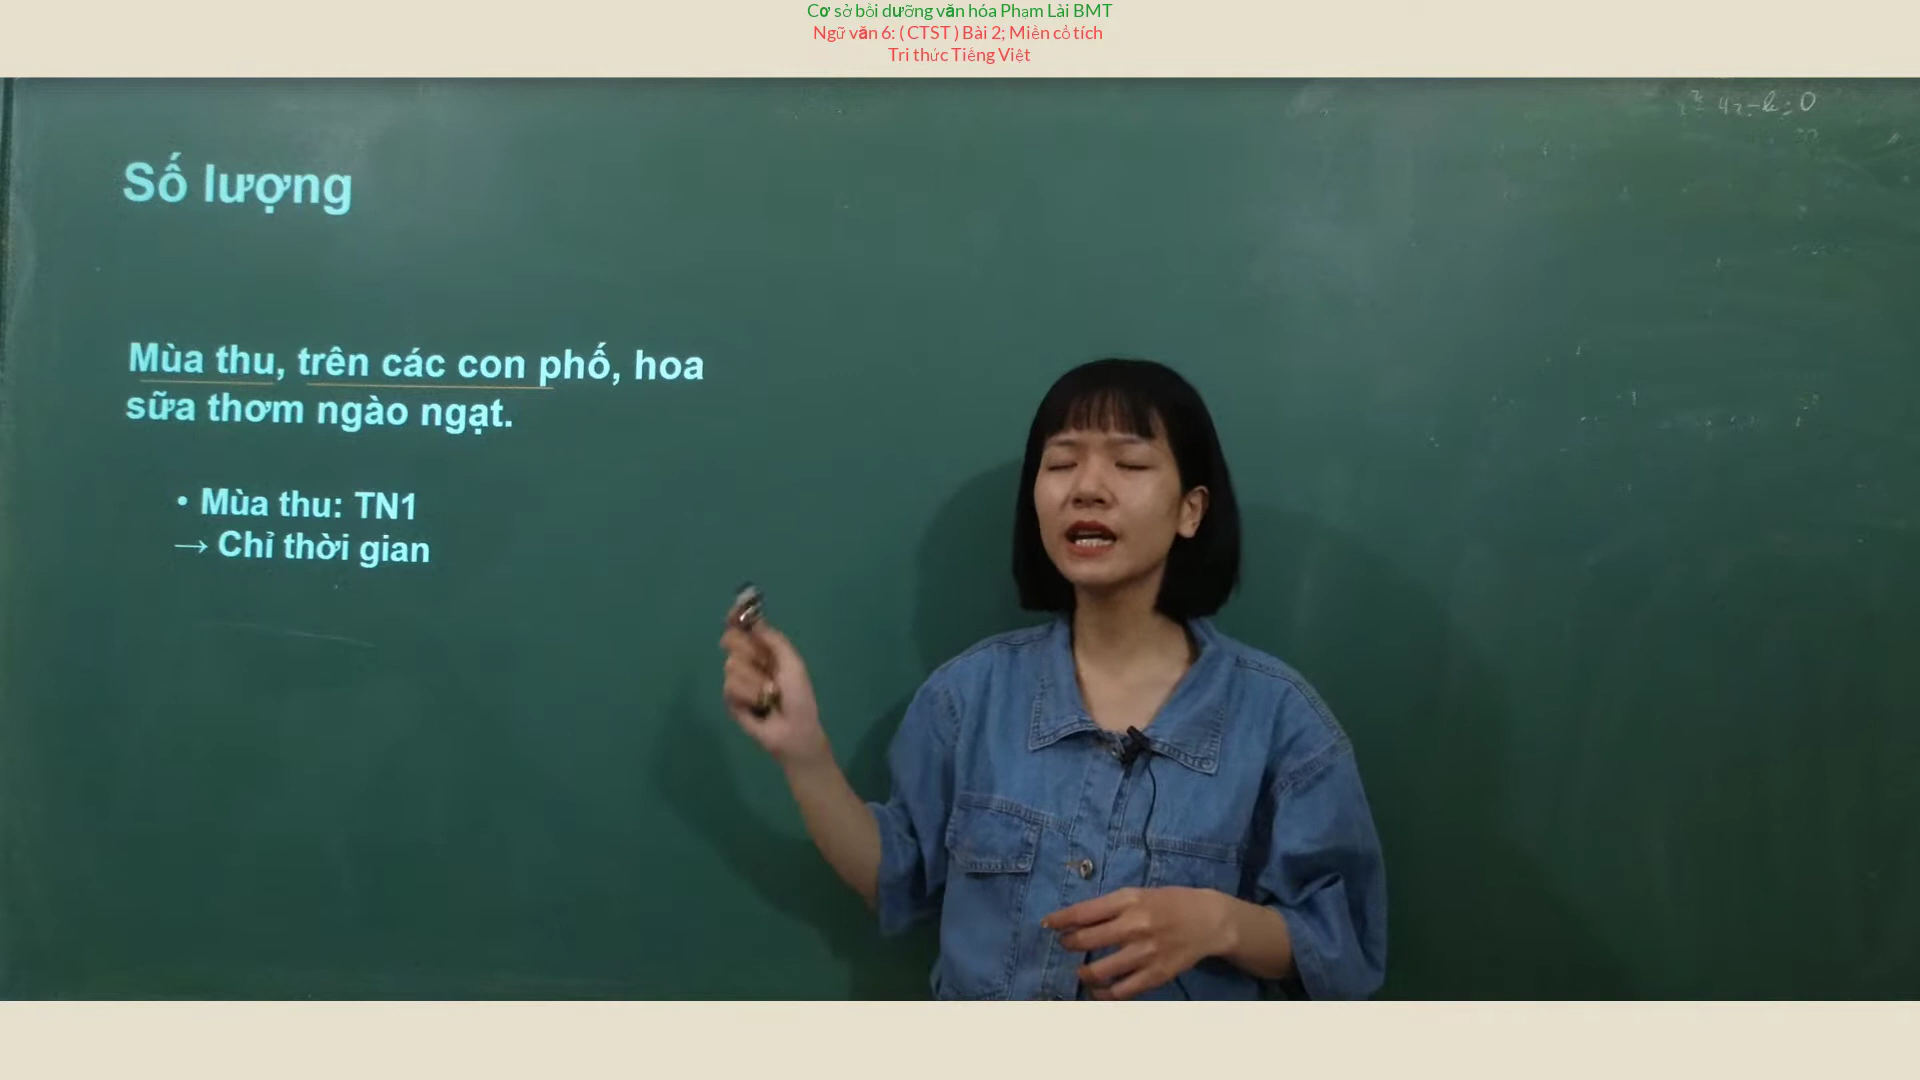 Cơ sở bồi dưỡng văn hóa Phạm Lài BMT
Ngữ văn 6: ( CTST ) Bài 2; Miền cổ tích
Tri thức Tiếng Việt
Số lượng
Mùa thu, trên các con phố, hoa
sữa thơm ngào ngạt.
• Mùa thu: TN1
→ Chỉ thời gian